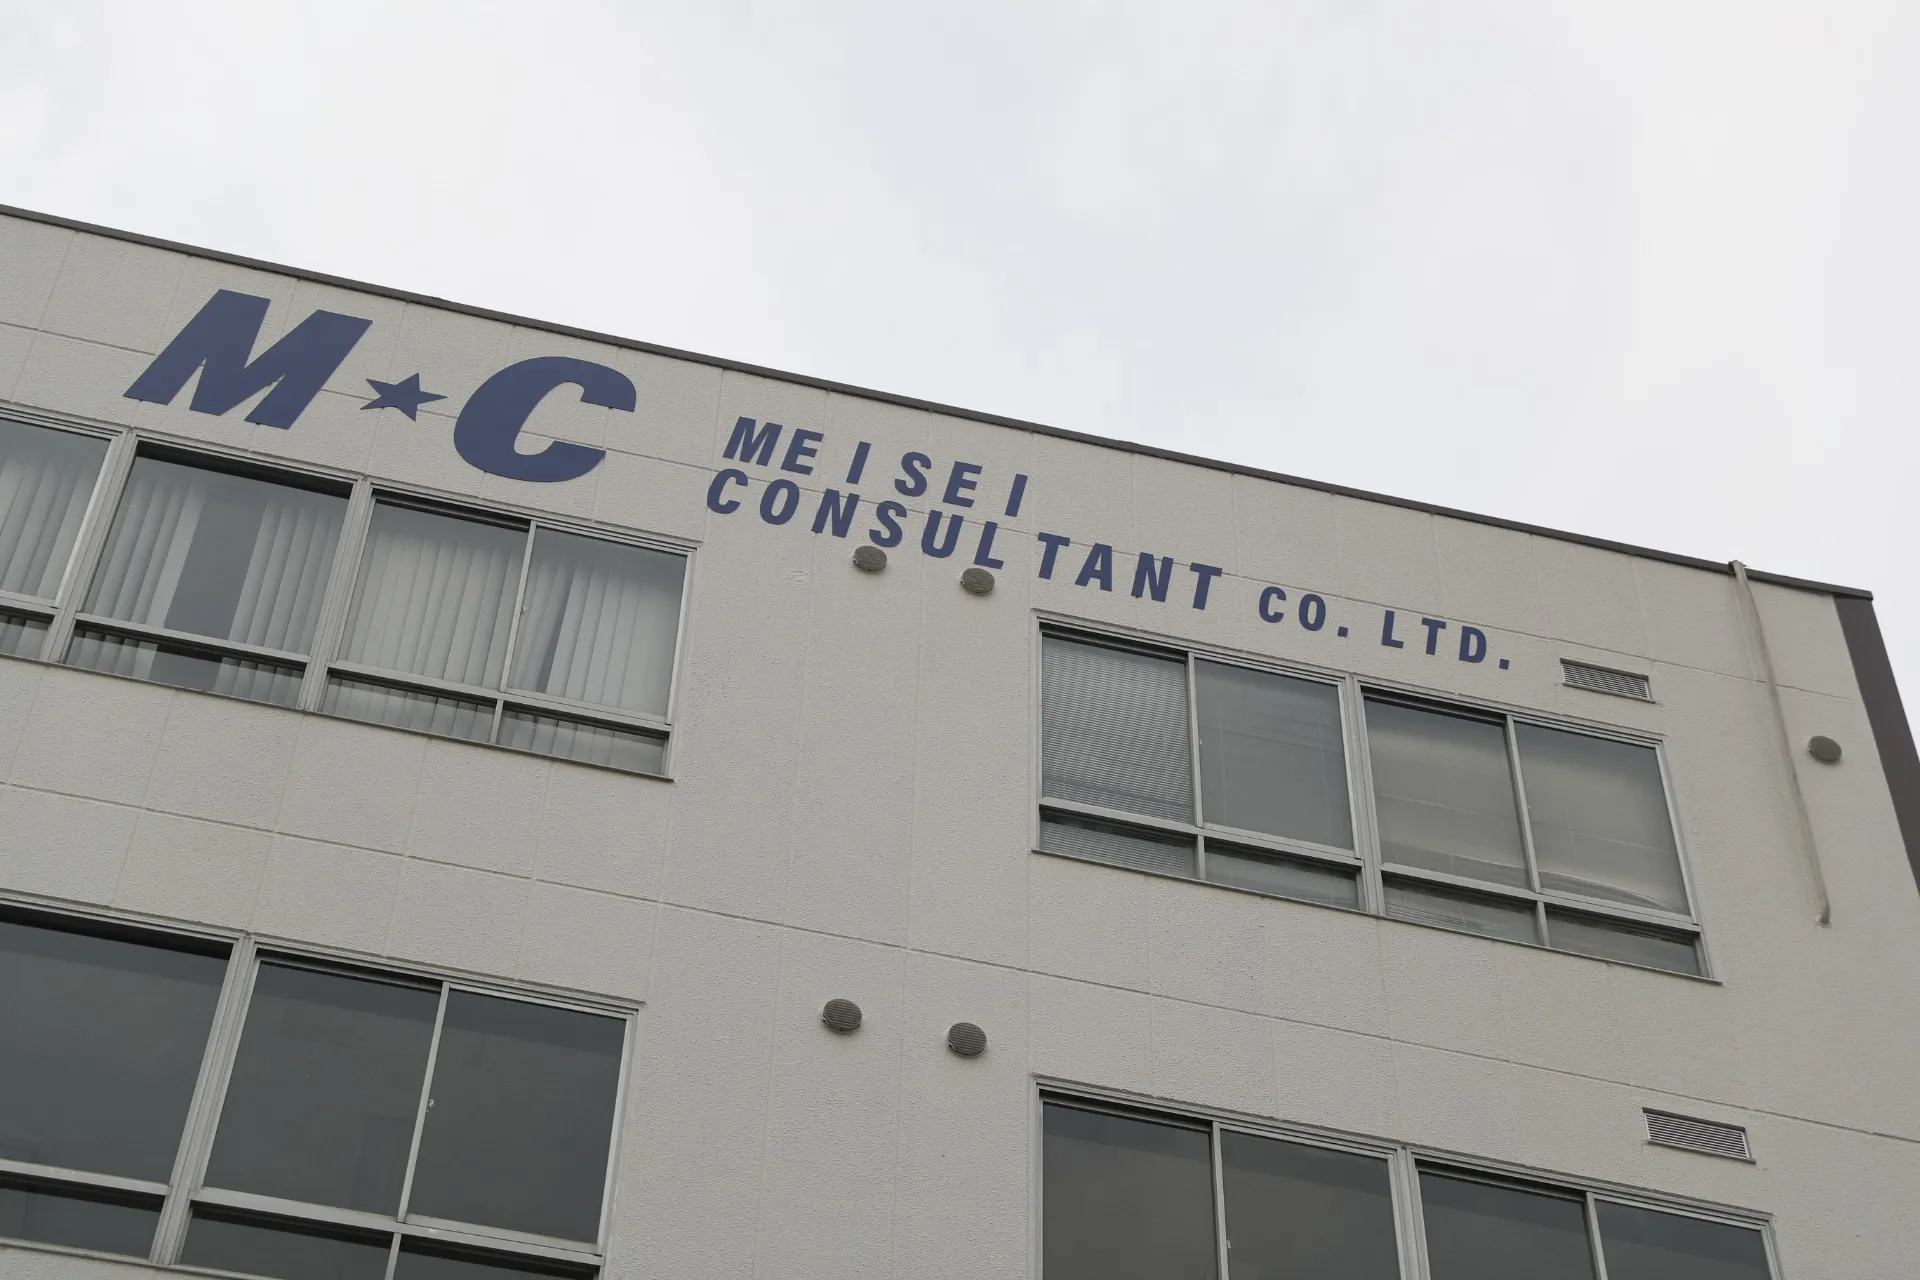 M★C
MEISEI
CONSULTANT CO. LTD.